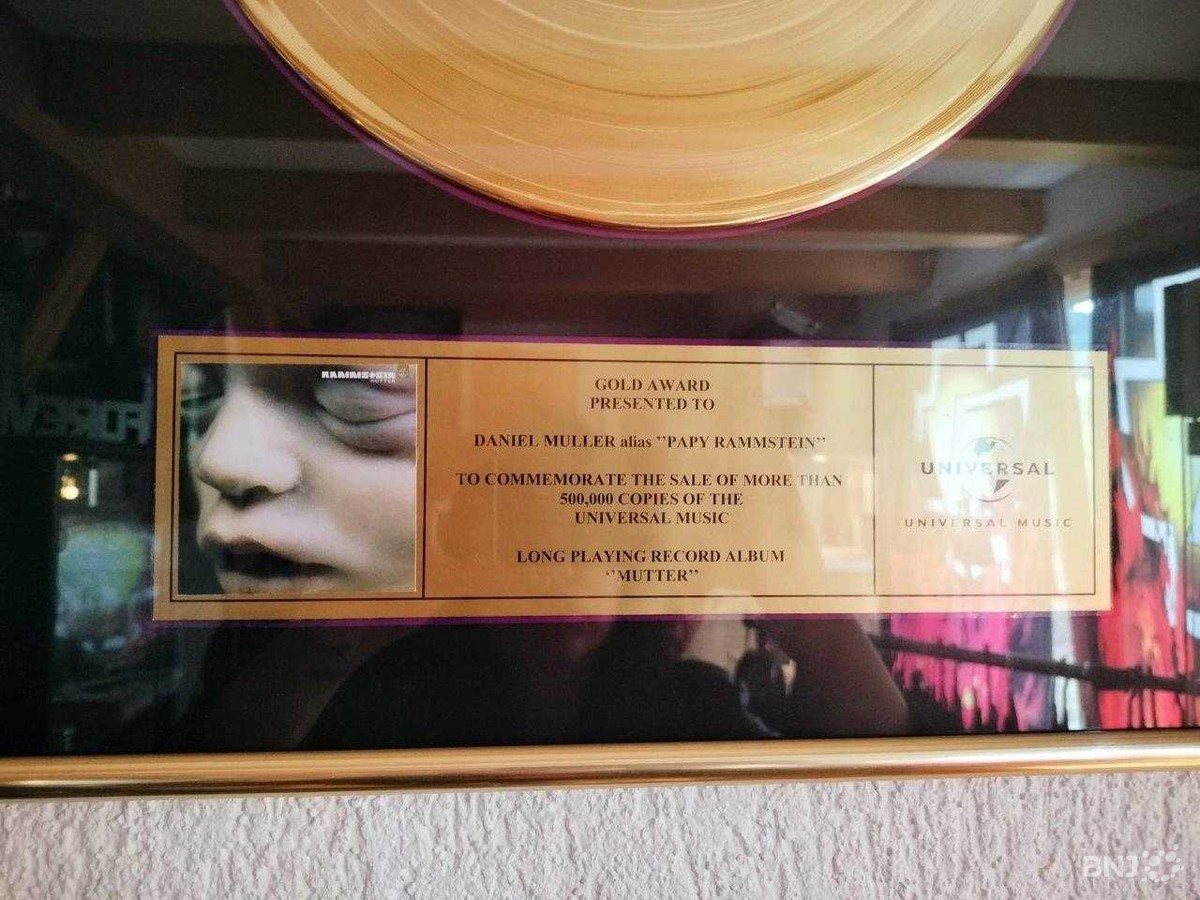 RAMMSTEIN
MUTTER
GOLD AWARD
PRESENTED TO
DANIEL MULLER alias ''PAPY RAMMSTEIN''
TO COMMEMORATE THE SALE OF MORE THAN
500,000 COPIES OF THE
UNIVERSAL MUSIC
LONG PLAYING RECORD ALBUM
''MUTTER''
UNIVERSAL
UNIVERSAL MUSIC
BNJ